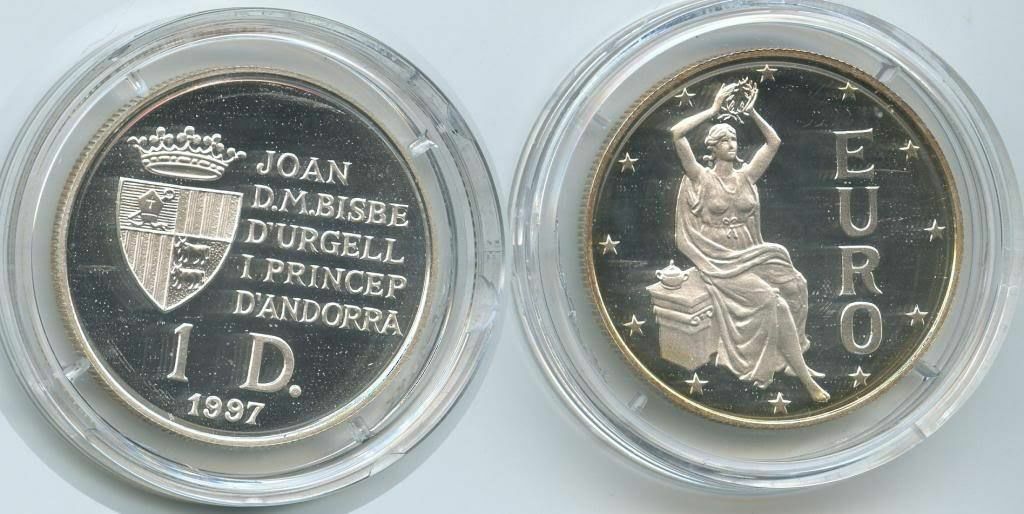 JOAN
D.M.BISBE
D'URGELL
I PRINCEP
D'ANDORRA
1 D.
1997
EURO